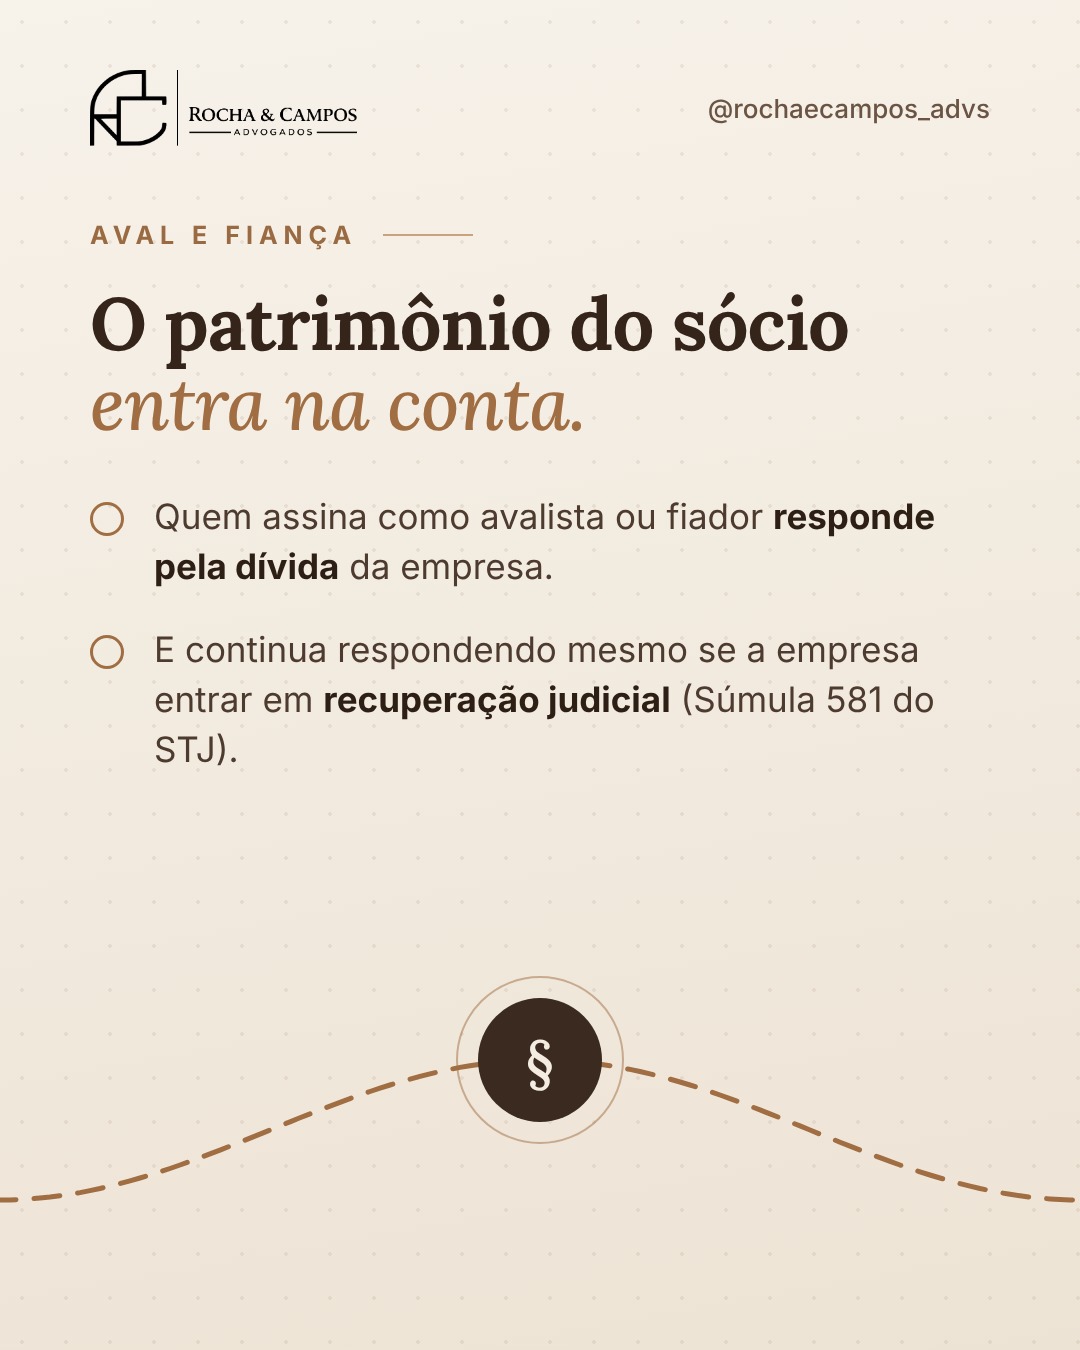 ROCHA & CAMPOS
ADVOGADOS
@rochaecampos_advs
AVAL E FIANÇA
O patrimônio do sócio
entra na conta.
Quem assina como avalista ou fiador responde
pela dívida da empresa.
E continua respondendo mesmo se a empresa
entrar em recuperação judicial (Súmula 581 do
STJ).
§